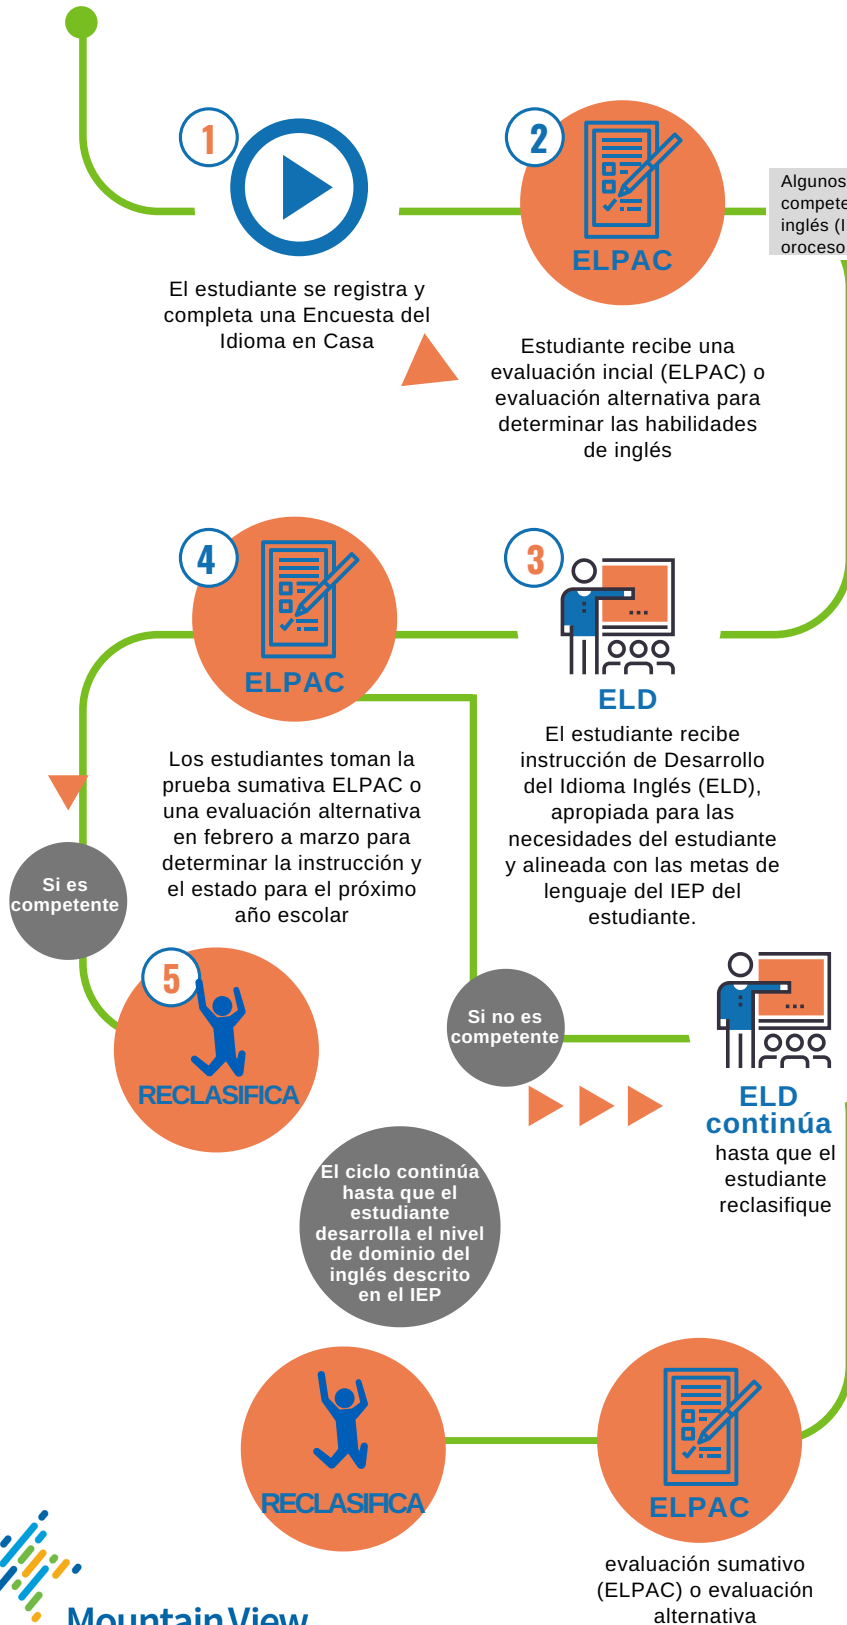 1
El estudiante se registra y
completa una Encuesta del
Idioma en Casa
2
ELPAC
Estudiante recibe una
evaluación incial (ELPAC) o
evaluación alternativa para
determinar las habilidades
de inglés
Algunos
inglés (I
oroceso
3
ELD
El estudiante recibe
instrucción de Desarrollo
del Idioma Inglés (ELD),
apropiada para las
necesidades del estudiante
y alineada con las metas de
lenguaje del IEP del
estudiante.
4
ELPAC
Los estudiantes toman la
prueba sumativa ELPAC o
una evaluación alternativa
en febrero a marzo para
determinar la instrucción y
el estado para el próximo
año escolar
Si es
competente
5
RECLASIFICA
Si no es
competente
ELD
continúa
hasta que el
estudiante
reclasifique
El ciclo continúa
hasta que el
estudiante
desarrolla el nivel
de dominio del
inglés descrito
en el IEP
ELPAC
evaluación sumativo
(ELPAC) o evaluación
alternativa
RECLASIFICA
Mountain View